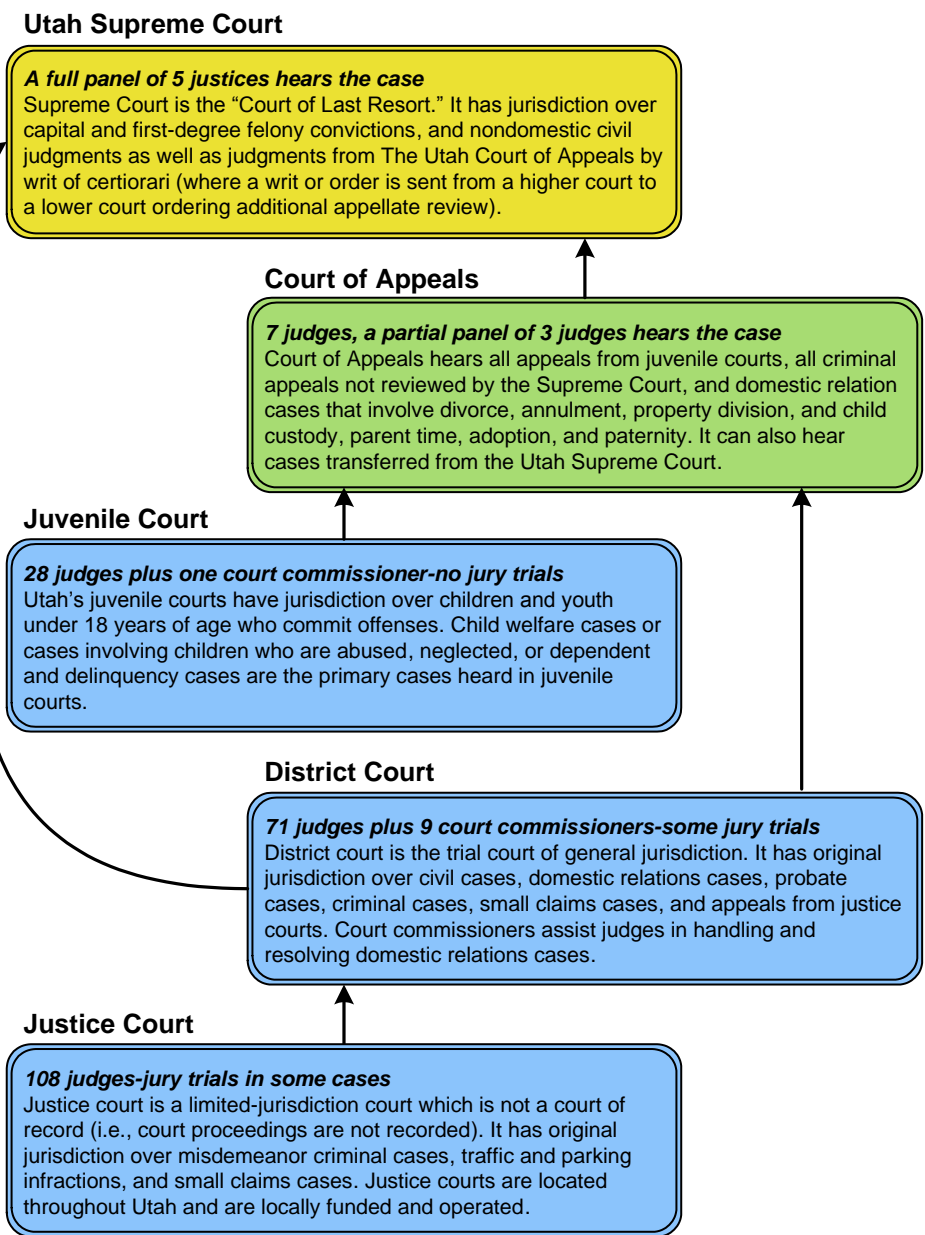 Utah Supreme Court
A full panel of 5 justices hears the case
Supreme Court is the “Court of Last Resort.” It has jurisdiction over
capital and first-degree felony convictions, and nondomestic civil
judgments as well as judgments from The Utah Court of Appeals by
writ of certiorari (where a writ or order is sent from a higher court to
a lower court ordering additional appellate review).
Court of Appeals
7 judges, a partial panel of 3 judges hears the case
Court of Appeals hears all appeals from juvenile courts, all criminal
appeals not reviewed by the Supreme Court, and domestic relation
cases that involve divorce, annulment, property division, and child
custody, parent time, adoption, and paternity. It can also hear
cases transferred from the Utah Supreme Court.
Juvenile Court
28 judges plus one court commissioner-no jury trials
Utah’s juvenile courts have jurisdiction over children and youth
under 18 years of age who commit offenses. Child welfare cases or
cases involving children who are abused, neglected, or dependent
and delinquency cases are the primary cases heard in juvenile
courts.
District Court
71 judges plus 9 court commissioners-some jury trials
District court is the trial court of general jurisdiction. It has original
jurisdiction over civil cases, domestic relations cases, probate
cases, criminal cases, small claims cases, and appeals from justice
courts. Court commissioners assist judges in handling and
resolving domestic relations cases.
Justice Court
108 judges-jury trials in some cases
Justice court is a limited-jurisdiction court which is not a court of
record (i.e., court proceedings are not recorded). It has original
jurisdiction over misdemeanor criminal cases, traffic and parking
infractions, and small claims cases. Justice courts are located
throughout Utah and are locally funded and operated.